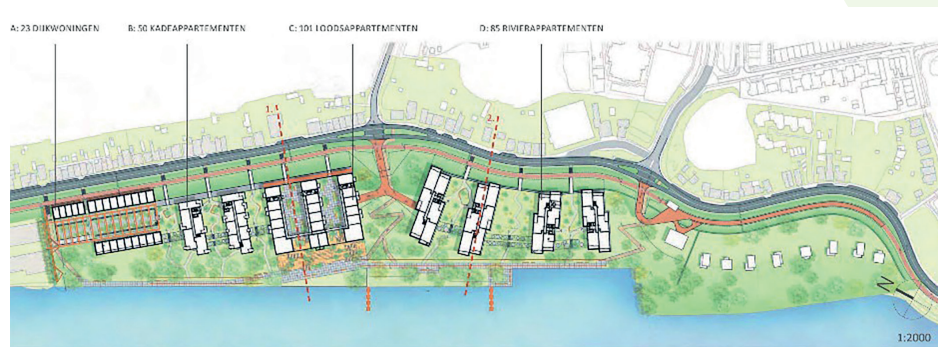 A: 23 DIJKWONINGEN
B: 50 KADEAPPARTEMENTEN
C: 101 LOODSAPPARTEMENTEN
D: 85 RIVIERAPPARTEMENTEN
1.
2.
N
1:2000